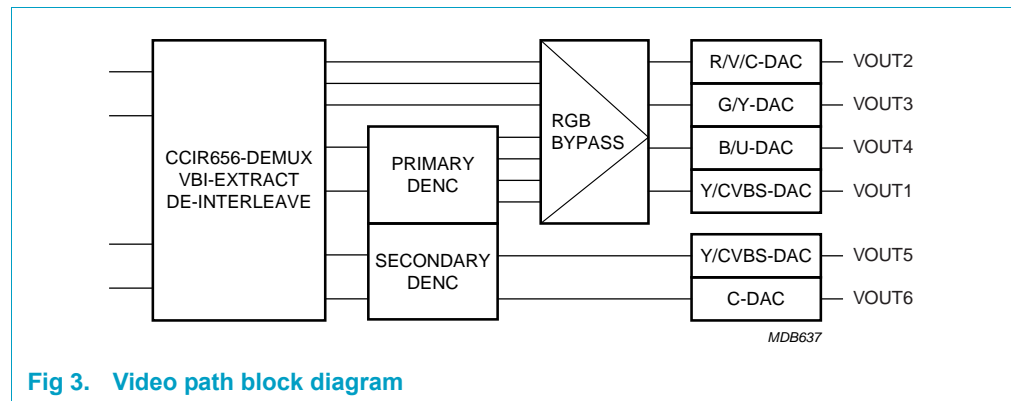 CCIR656-DEMUX
VBI-EXTRACT
DE-INTERLEAVE
PRIMARY
DENC
SECONDARY
DENC
RGB
BYPASS
R/V/C-DAC
VOUT2
G/Y-DAC
VOUT3
B/U-DAC
VOUT4
Y/CVBS-DAC
VOUT1
Y/CVBS-DAC
VOUT5
C-DAC
VOUT6
MDB637
Fig 3. Video path block diagram